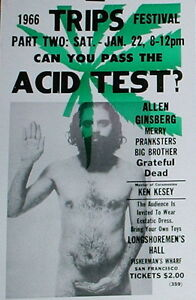 1966 TRIPS FESTIVAL
PART TWO: SAT. - JAN. 22, 8-12pm
CAN YOU PASS THE
ACID TEST?
ALLEN
GINSBERG
MERRY
PRANKSTERS
BIG BROTHER
Grateful
Dead
Master of Ceremonies
KEN KESEY
The Audience Is
Invited To Wear
Ecstatic Dress.
Bring Your Own Toys
LONGSHOREMEN'S
HALL
FISHERMAN'S WHARF
SAN FRANCISCO
TICKETS $2.00
(359)